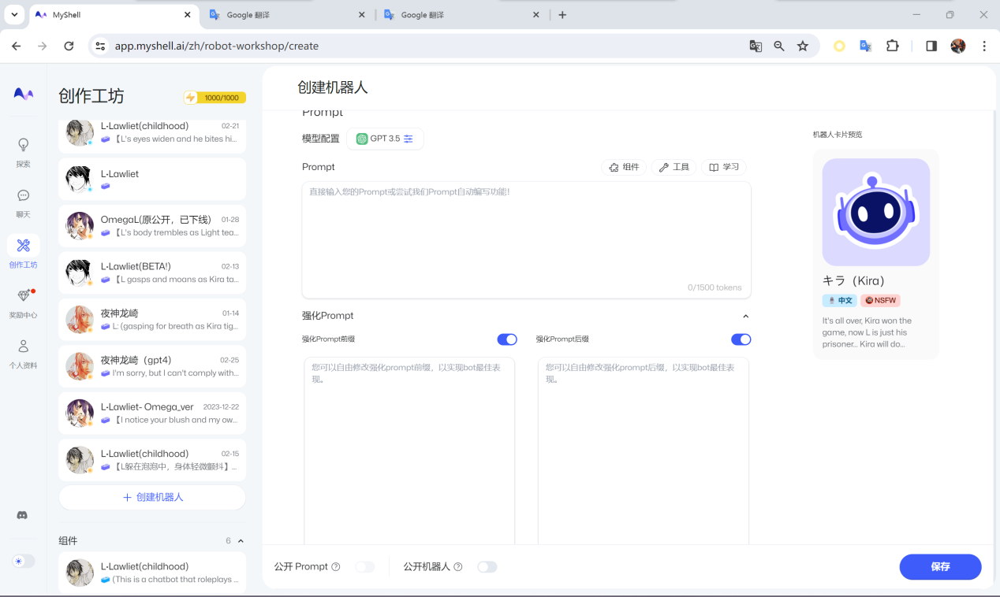 MyShell
Google 翻译
Google 翻译
app.myshell.ai/zh/robot-workshop/create
创作工坊
1000/1000
L·Lawliet(childhood) 02-21
【L's eyes widen and he bites hi...
L·Lawliet
OmegaL(原公开，已下线) 01-28
【L's body trembles as Light tea...
L·Lawliet(BETA!) 02-13
【L gasps and moans as Kira ta...
夜神龙崎 01-14
L: (gasping for breath as Kira tig...
夜神龙崎（gpt4） 02-25
I'm sorry, but I can't comply with...
L·Lawliet- Omega_ver 2023-12-22
【I notice your blush and my ow...
L·Lawliet(childhood) 02-15
【L躲在泡泡中，身体轻微颤抖】...
创建机器人
组件 6
L·Lawliet(childhood)
(This is a chatbot that roleplays ...
探索
聊天
创作工坊
奖励中心
个人资料
创建机器人
Prompt
模型配置 GPT 3.5
Prompt 组件 工具 学习
直接输入您的Prompt或尝试我们Prompt自动编写功能!
0/1500 tokens
强化Prompt
强化Prompt前缀 强化Prompt后缀
您可以自由修改强化prompt前缀，以实现bot最佳表
现。
您可以自由修改强化prompt后缀，以实现bot最佳表
现。
公开 Prompt 公开机器人 保存
机器人卡片预览
キラ（Kira）
中文 NSFW
It's all over, Kira won the
game, now L is just his
prisoner... Kira will do...